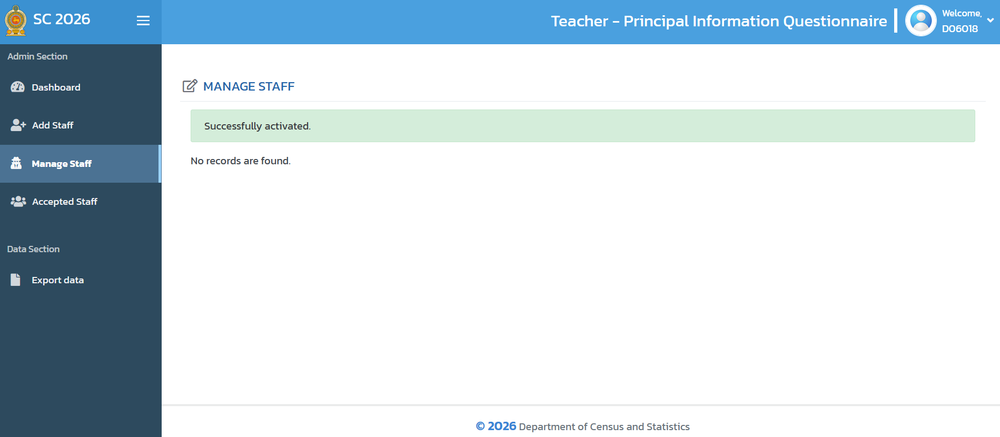 SC 2026
Teacher - Principal Information Questionnaire
Welcome,
D06018
Admin Section
Dashboard
Add Staff
Manage Staff
Accepted Staff
Data Section
Export data
MANAGE STAFF
Successfully activated.
No records are found.
© 2026 Department of Census and Statistics